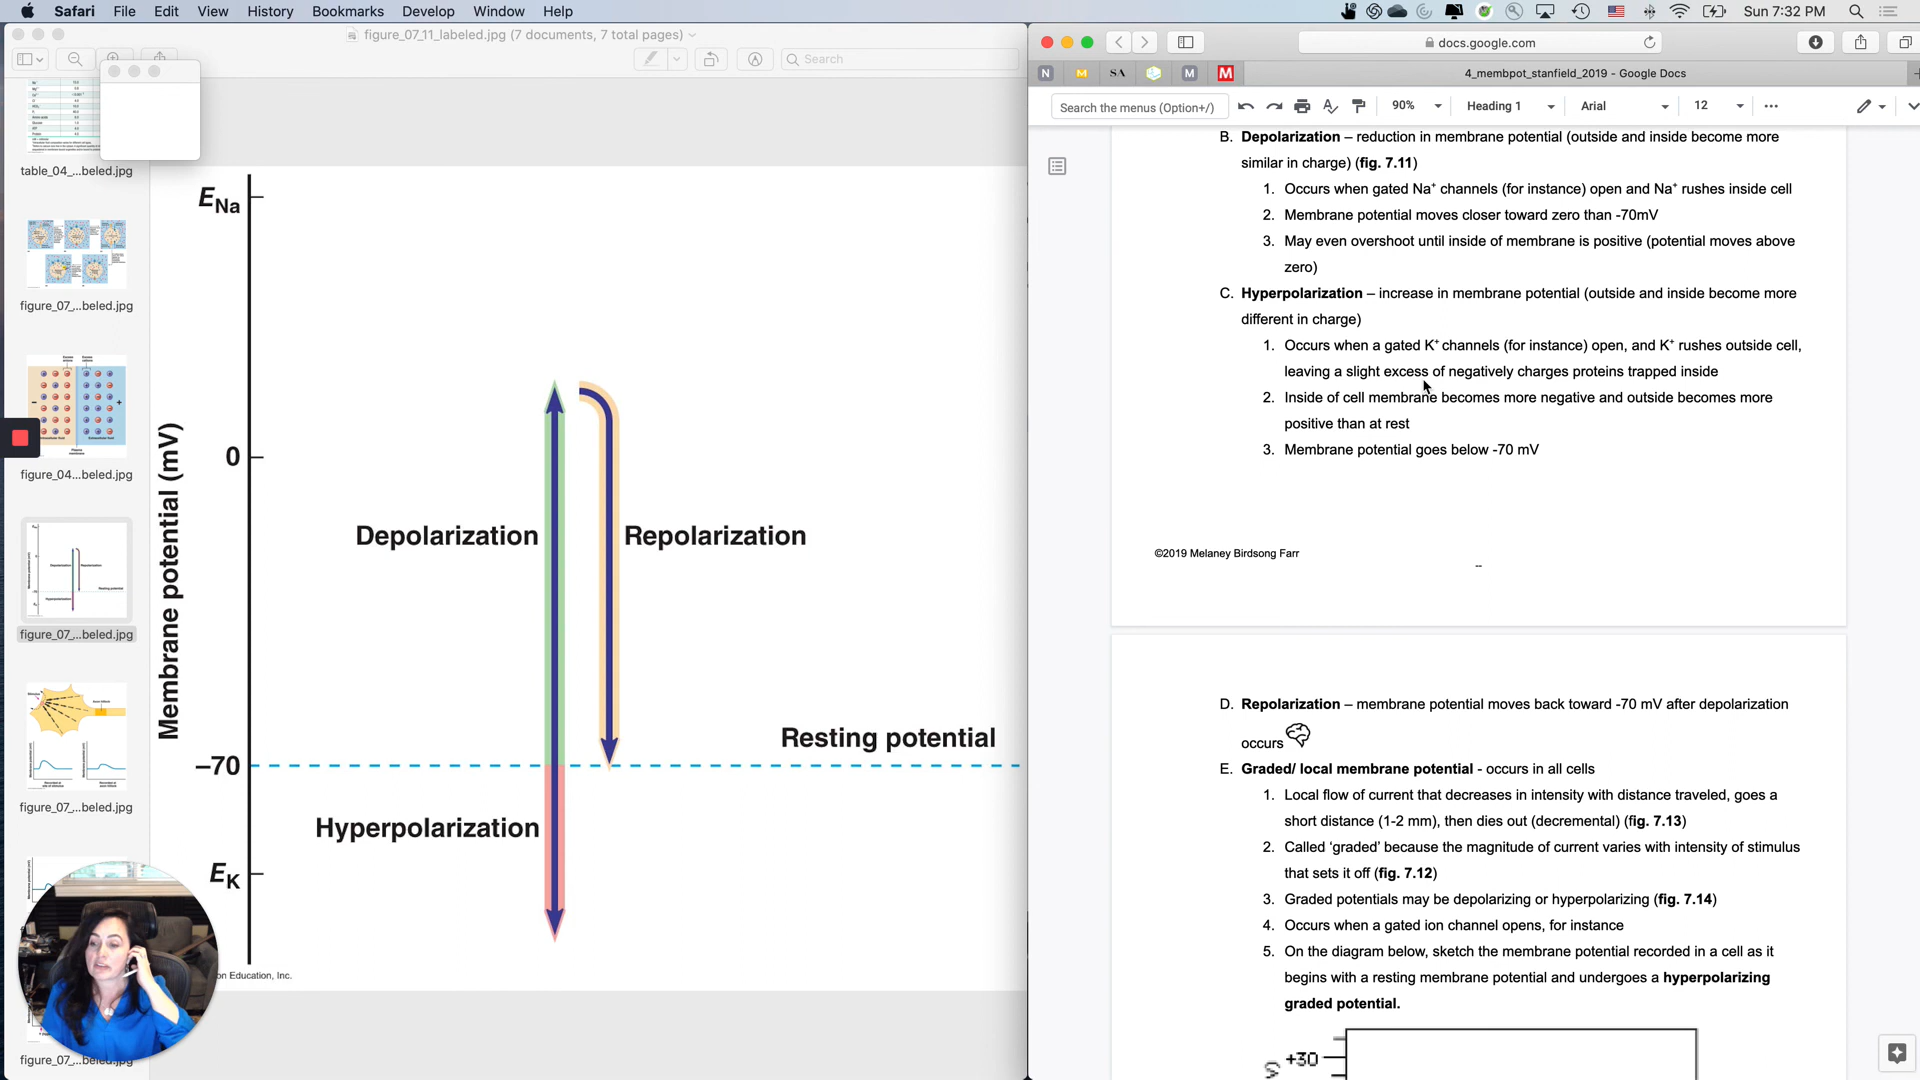 Safari File Edit View History Bookmarks Develop Window Help
Sun 7:32 PM
figure_07_11_labeled.jpg (7 documents, 7 total pages)
Search
table_04_...beled.jpg
figure_07_...beled.jpg
figure_04...beled.jpg
figure_07_...beled.jpg
figure_07_...beled.jpg
figure_07_...beled.jpg
Membrane potential (mV)
ENa
0
–70
EK
Depolarization
Repolarization
Resting potential
Hyperpolarization
on Education, Inc.
docs.google.com
N M SA M M
4_membpot_stanfield_2019 - Google Docs
Search the menus (Option+/)
90% Heading 1 Arial 12
B. Depolarization – reduction in membrane potential (outside and inside become more
similar in charge) (fig. 7.11)
1. Occurs when gated Na⁺ channels (for instance) open and Na⁺ rushes inside cell
2. Membrane potential moves closer toward zero than -70mV
3. May even overshoot until inside of membrane is positive (potential moves above
zero)
C. Hyperpolarization – increase in membrane potential (outside and inside become more
different in charge)
1. Occurs when a gated K⁺ channels (for instance) open, and K⁺ rushes outside cell,
leaving a slight excess of negatively charges proteins trapped inside
2. Inside of cell membrane becomes more negative and outside becomes more
positive than at rest
3. Membrane potential goes below -70 mV
©2019 Melaney Birdsong Farr
--
D. Repolarization – membrane potential moves back toward -70 mV after depolarization
occurs
E. Graded/ local membrane potential - occurs in all cells
1. Local flow of current that decreases in intensity with distance traveled, goes a
short distance (1-2 mm), then dies out (decremental) (fig. 7.13)
2. Called ‘graded’ because the magnitude of current varies with intensity of stimulus
that sets it off (fig. 7.12)
3. Graded potentials may be depolarizing or hyperpolarizing (fig. 7.14)
4. Occurs when a gated ion channel opens, for instance
5. On the diagram below, sketch the membrane potential recorded in a cell as it
begins with a resting membrane potential and undergoes a hyperpolarizing
graded potential.
+30